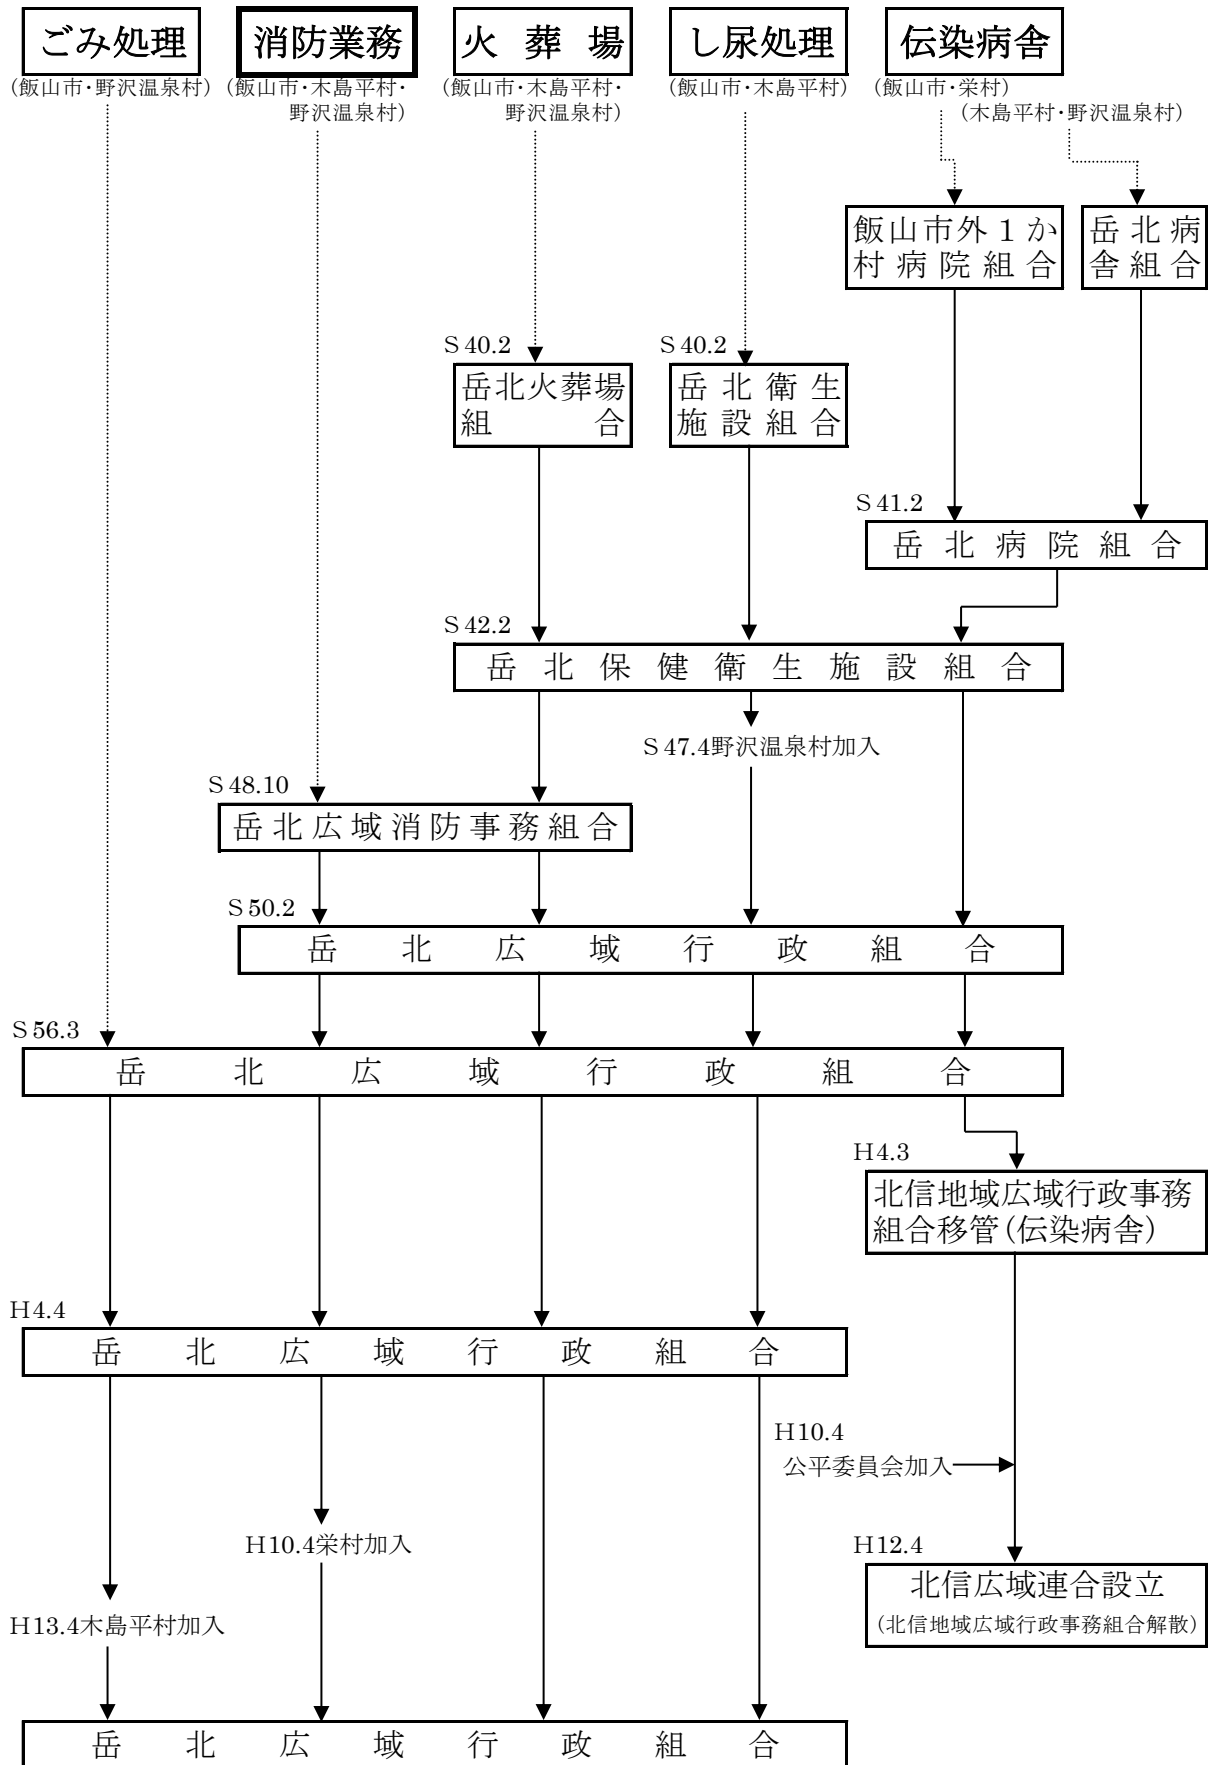 ごみ処理
消防業務
火葬場
し尿処理
伝染病舎
(飯山市・野沢温泉村)
(飯山市・木島平村・
野沢温泉村)
(飯山市・木島平村・
野沢温泉村)
(飯山市・木島平村)
(飯山市・栄村)
(木島平村・野沢温泉村)
飯山市外1か
村病院組合
岳北病
舎組合
S40.2
岳北火葬場
組合
S40.2
岳北衛生
施設組合
S41.2
岳北病院組合
S42.2
岳北保健衛生施設組合
S47.4野沢温泉村加入
S48.10
岳北広域消防事務組合
S50.2
岳北広域行政組合
S56.3
岳北広域行政組合
H4.3
北信地域広域行政事務
組合移管(伝染病舎)
H4.4
岳北広域行政組合
H10.4
公平委員会加入
H10.4栄村加入
H12.4
北信広域連合設立
(北信地域広域行政事務組合解散)
H13.4木島平村加入
岳北広域行政組合